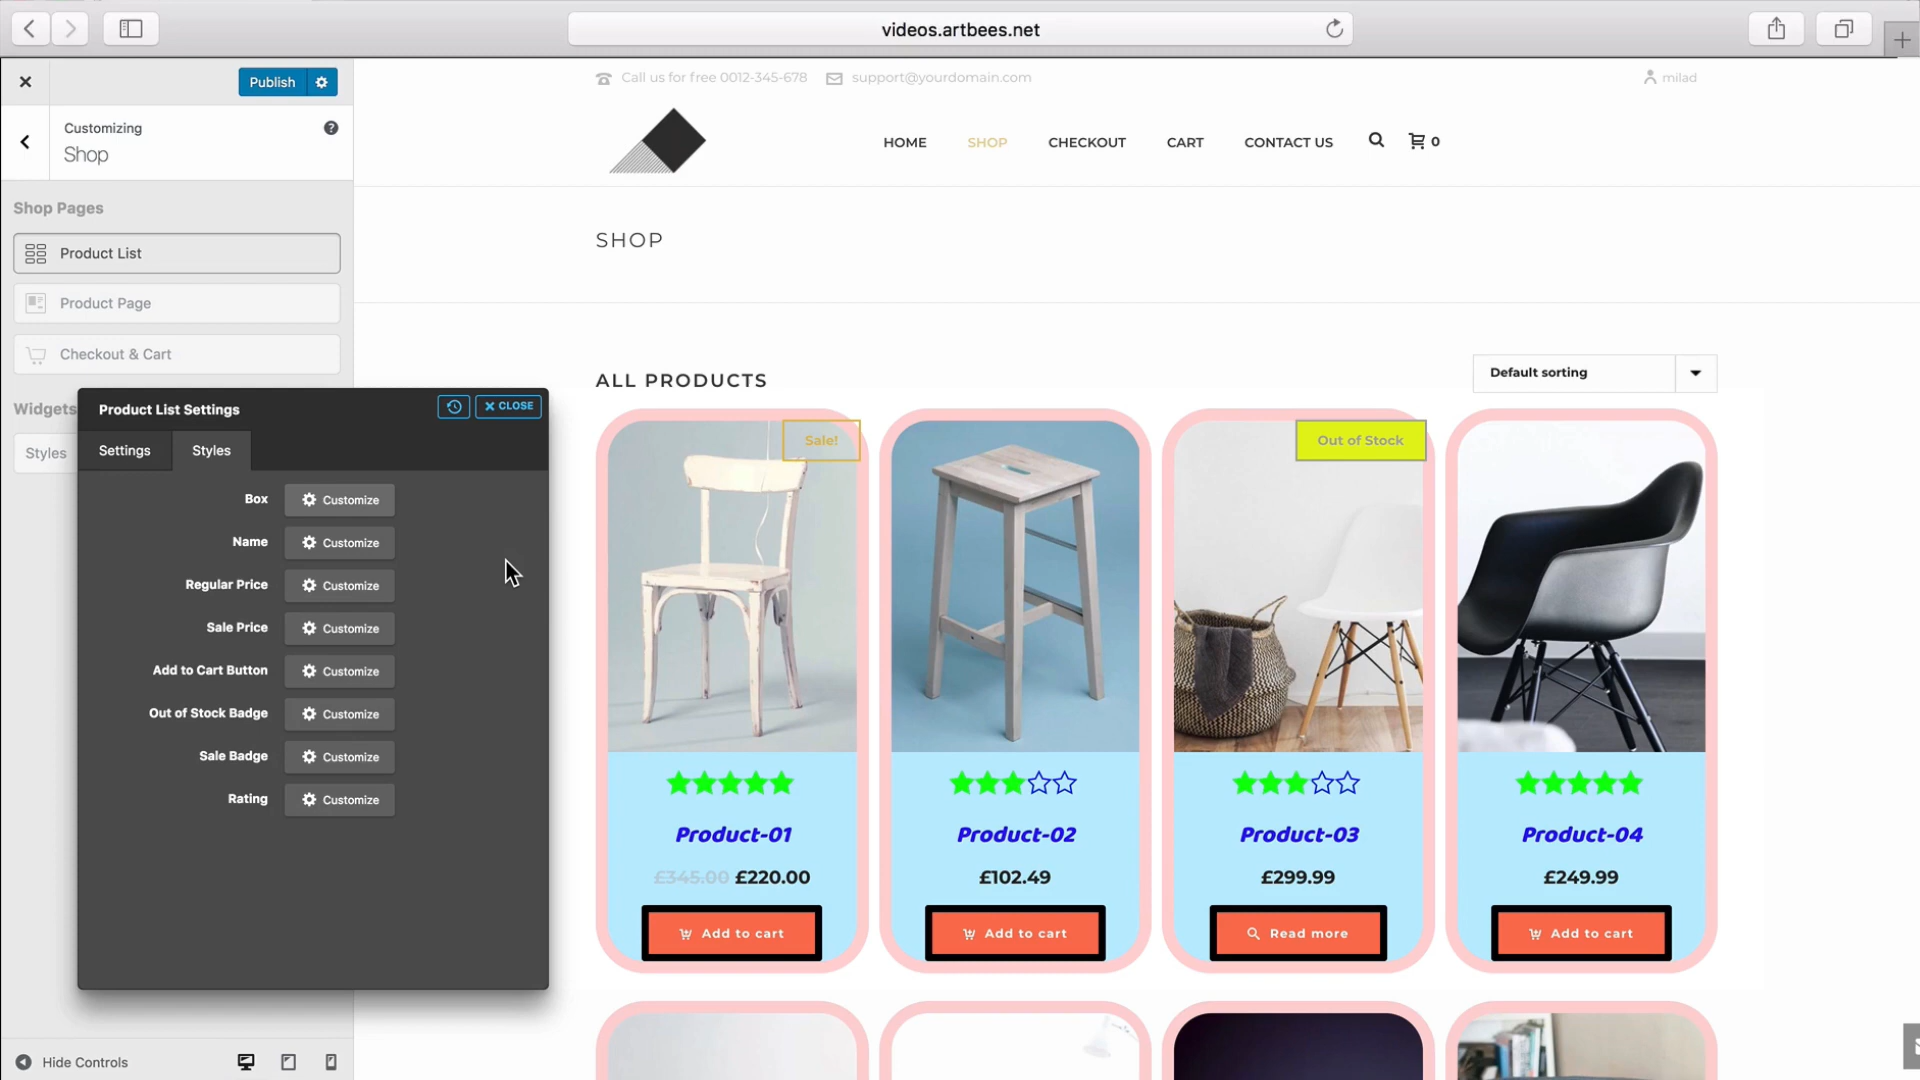 videos.artbees.net
Publish
Customizing
Shop
Shop Pages
Product List
Product Page
Checkout & Cart
Widgets
Styles
Product List Settings
CLOSE
Settings
Styles
Box
Customize
Name
Customize
Regular Price
Customize
Sale Price
Customize
Add to Cart Button
Customize
Out of Stock Badge
Customize
Sale Badge
Customize
Rating
Customize
Hide Controls
Call us for free 0012-345-678
support@yourdomain.com
milad
HOME
SHOP
CHECKOUT
CART
CONTACT US
0
SHOP
ALL PRODUCTS
Default sorting
Sale!
Out of Stock
Product-01
Product-02
Product-03
Product-04
£345.00 £220.00
£102.49
£299.99
£249.99
Add to cart
Add to cart
Read more
Add to cart